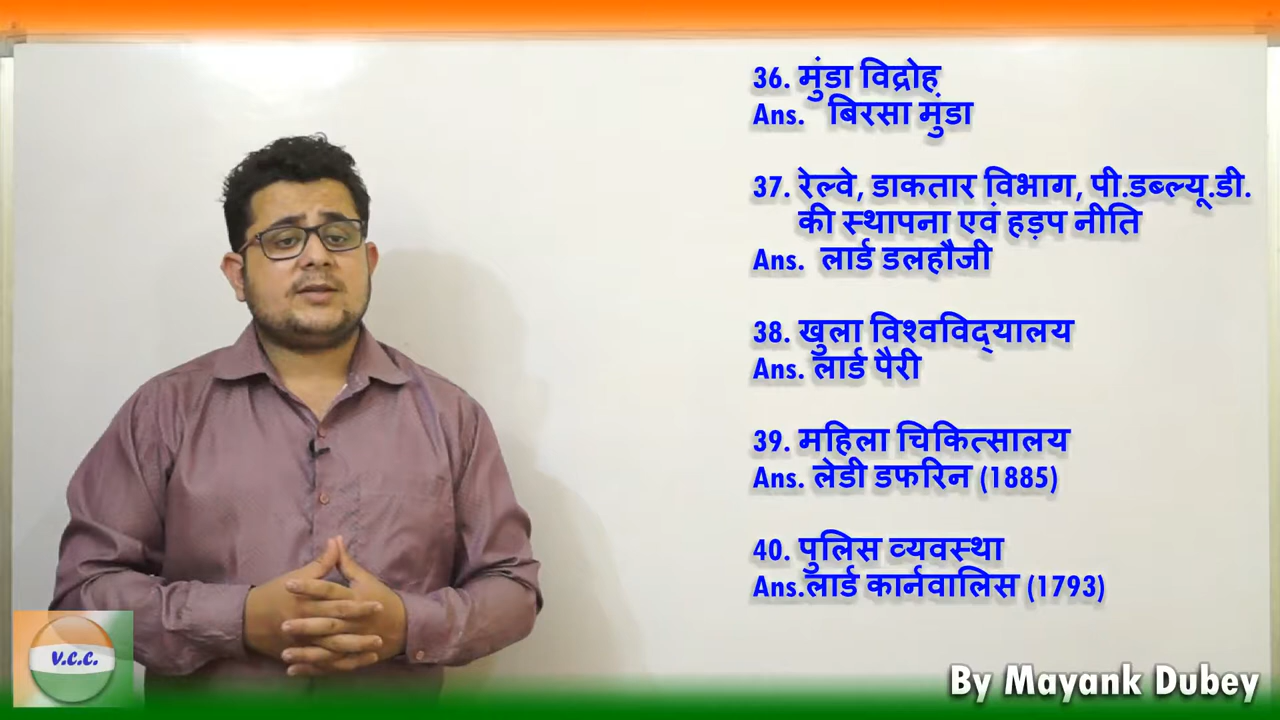 36. मुंडा विद्रोह
Ans. बिरसा मुंडा
37. रेल्वे, डाकतार विभाग, पी.डब्ल्यू.डी.
की स्थापना एवं हड़प नीति
Ans. लार्ड डलहौजी
38. खुला विश्वविद्यालय
Ans. लार्ड पैरी
39. महिला चिकित्सालय
Ans. लेडी डफरिन (1885)
40. पुलिस व्यवस्था
Ans.लार्ड कार्नवालिस (1793)
V.C.C.
By Mayank Dubey